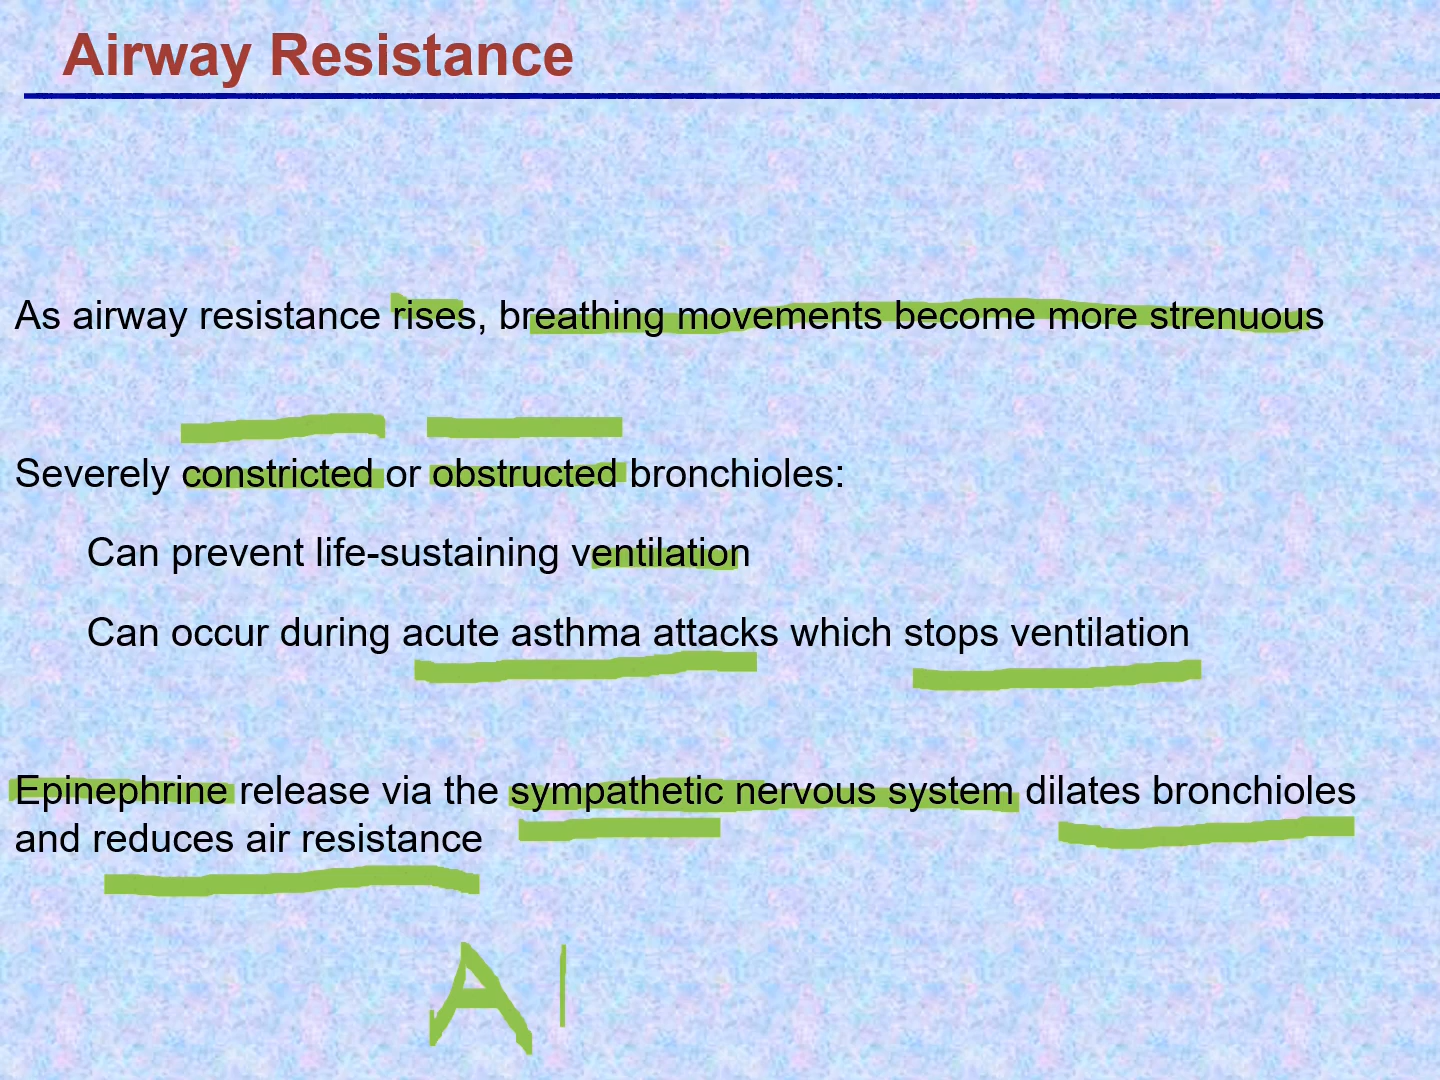 Airway Resistance
As airway resistance rises, breathing movements become more strenuous
Severely constricted or obstructed bronchioles:
Can prevent life-sustaining ventilation
Can occur during acute asthma attacks which stops ventilation
Epinephrine release via the sympathetic nervous system dilates bronchioles
and reduces air resistance
A